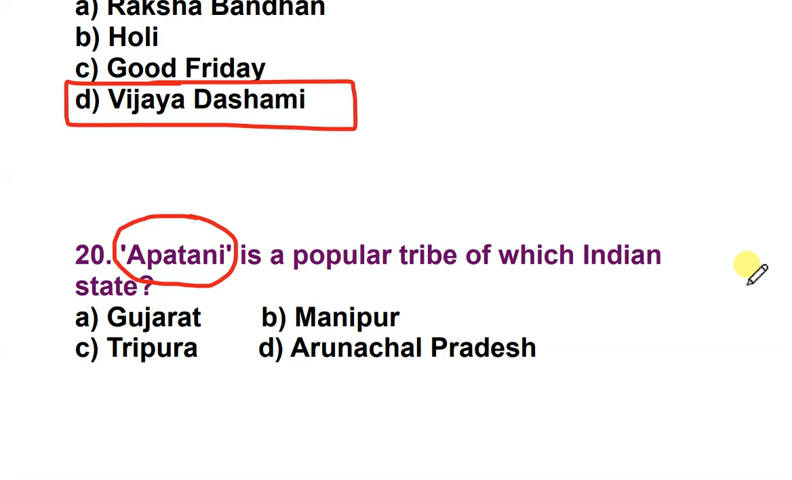 a) Raksha Bandhan
b) Holi
c) Good Friday
d) Vijaya Dashami
20. 'Apatani' is a popular tribe of which Indian
state?
a) Gujarat b) Manipur
c) Tripura d) Arunachal Pradesh